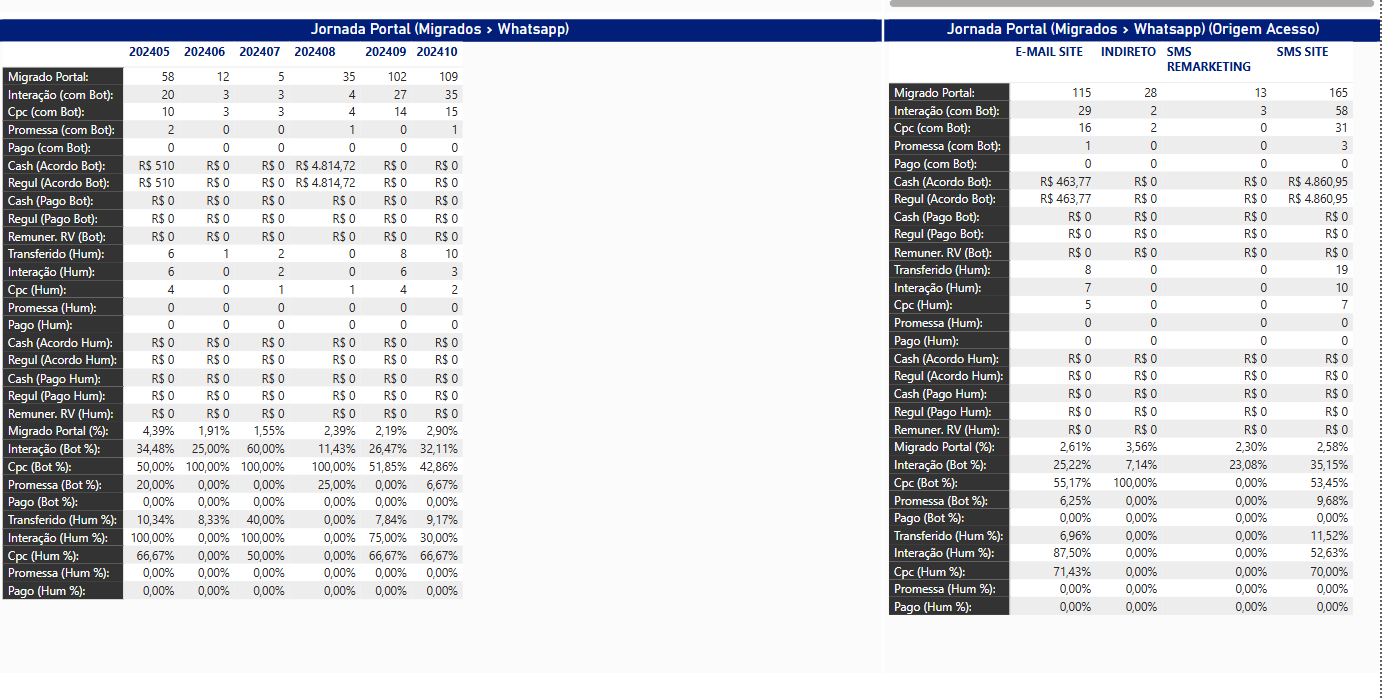 Jornada Portal (Migrados > Whatsapp)
202405 202406 202407 202408 202409 202410
Migrado Portal: 58 12 5 35 102 109
Interação (com Bot): 20 3 3 4 27 35
Cpc (com Bot): 10 3 3 4 14 15
Promessa (com Bot): 2 0 0 1 0 1
Pago (com Bot): 0 0 0 0 0 0
Cash (Acordo Bot): R$ 510 R$ 0 R$ 0 R$ 4.814,72 R$ 0 R$ 0
Regul (Acordo Bot): R$ 510 R$ 0 R$ 0 R$ 4.814,72 R$ 0 R$ 0
Cash (Pago Bot): R$ 0 R$ 0 R$ 0 R$ 0 R$ 0 R$ 0
Regul (Pago Bot): R$ 0 R$ 0 R$ 0 R$ 0 R$ 0 R$ 0
Remuner. RV (Bot): R$ 0 R$ 0 R$ 0 R$ 0 R$ 0 R$ 0
Transferido (Hum): 6 1 2 0 8 10
Interação (Hum): 6 0 2 0 6 3
Cpc (Hum): 4 0 1 1 4 2
Promessa (Hum): 0 0 0 0 0 0
Pago (Hum): 0 0 0 0 0 0
Cash (Acordo Hum): R$ 0 R$ 0 R$ 0 R$ 0 R$ 0 R$ 0
Regul (Acordo Hum): R$ 0 R$ 0 R$ 0 R$ 0 R$ 0 R$ 0
Cash (Pago Hum): R$ 0 R$ 0 R$ 0 R$ 0 R$ 0 R$ 0
Regul (Pago Hum): R$ 0 R$ 0 R$ 0 R$ 0 R$ 0 R$ 0
Remuner. RV (Hum): R$ 0 R$ 0 R$ 0 R$ 0 R$ 0 R$ 0
Migrado Portal (%): 4,39% 1,91% 1,55% 2,39% 2,19% 2,90%
Interação (Bot %): 34,48% 25,00% 60,00% 11,43% 26,47% 32,11%
Cpc (Bot %): 50,00% 100,00% 100,00% 100,00% 51,85% 42,86%
Promessa (Bot %): 20,00% 0,00% 0,00% 25,00% 0,00% 6,67%
Pago (Bot %): 0,00% 0,00% 0,00% 0,00% 0,00% 0,00%
Transferido (Hum %): 10,34% 8,33% 40,00% 0,00% 7,84% 9,17%
Interação (Hum %): 100,00% 0,00% 100,00% 0,00% 75,00% 30,00%
Cpc (Hum %): 66,67% 0,00% 50,00% 0,00% 66,67% 66,67%
Promessa (Hum %): 0,00% 0,00% 0,00% 0,00% 0,00% 0,00%
Pago (Hum %): 0,00% 0,00% 0,00% 0,00% 0,00% 0,00%
Jornada Portal (Migrados > Whatsapp) (Origem Acesso)
E-MAIL SITE INDIRETO SMS SMS SITE
REMARKETING
Migrado Portal: 115 28 13 165
Interação (com Bot): 29 2 3 58
Cpc (com Bot): 16 2 0 31
Promessa (com Bot): 1 0 0 3
Pago (com Bot): 0 0 0 0
Cash (Acordo Bot): R$ 463,77 R$ 0 R$ 0 R$ 4.860,95
Regul (Acordo Bot): R$ 463,77 R$ 0 R$ 0 R$ 4.860,95
Cash (Pago Bot): R$ 0 R$ 0 R$ 0 R$ 0
Regul (Pago Bot): R$ 0 R$ 0 R$ 0 R$ 0
Remuner. RV (Bot): R$ 0 R$ 0 R$ 0 R$ 0
Transferido (Hum): 8 0 0 19
Interação (Hum): 7 0 0 10
Cpc (Hum): 5 0 0 7
Promessa (Hum): 0 0 0 0
Pago (Hum): 0 0 0 0
Cash (Acordo Hum): R$ 0 R$ 0 R$ 0 R$ 0
Regul (Acordo Hum): R$ 0 R$ 0 R$ 0 R$ 0
Cash (Pago Hum): R$ 0 R$ 0 R$ 0 R$ 0
Regul (Pago Hum): R$ 0 R$ 0 R$ 0 R$ 0
Remuner. RV (Hum): R$ 0 R$ 0 R$ 0 R$ 0
Migrado Portal (%): 2,61% 3,56% 2,30% 2,58%
Interação (Bot %): 25,22% 7,14% 23,08% 35,15%
Cpc (Bot %): 55,17% 100,00% 0,00% 53,45%
Promessa (Bot %): 6,25% 0,00% 0,00% 9,68%
Pago (Bot %): 0,00% 0,00% 0,00% 0,00%
Transferido (Hum %): 6,96% 0,00% 0,00% 11,52%
Interação (Hum %): 87,50% 0,00% 0,00% 52,63%
Cpc (Hum %): 71,43% 0,00% 0,00% 70,00%
Promessa (Hum %): 0,00% 0,00% 0,00% 0,00%
Pago (Hum %): 0,00% 0,00% 0,00% 0,00%